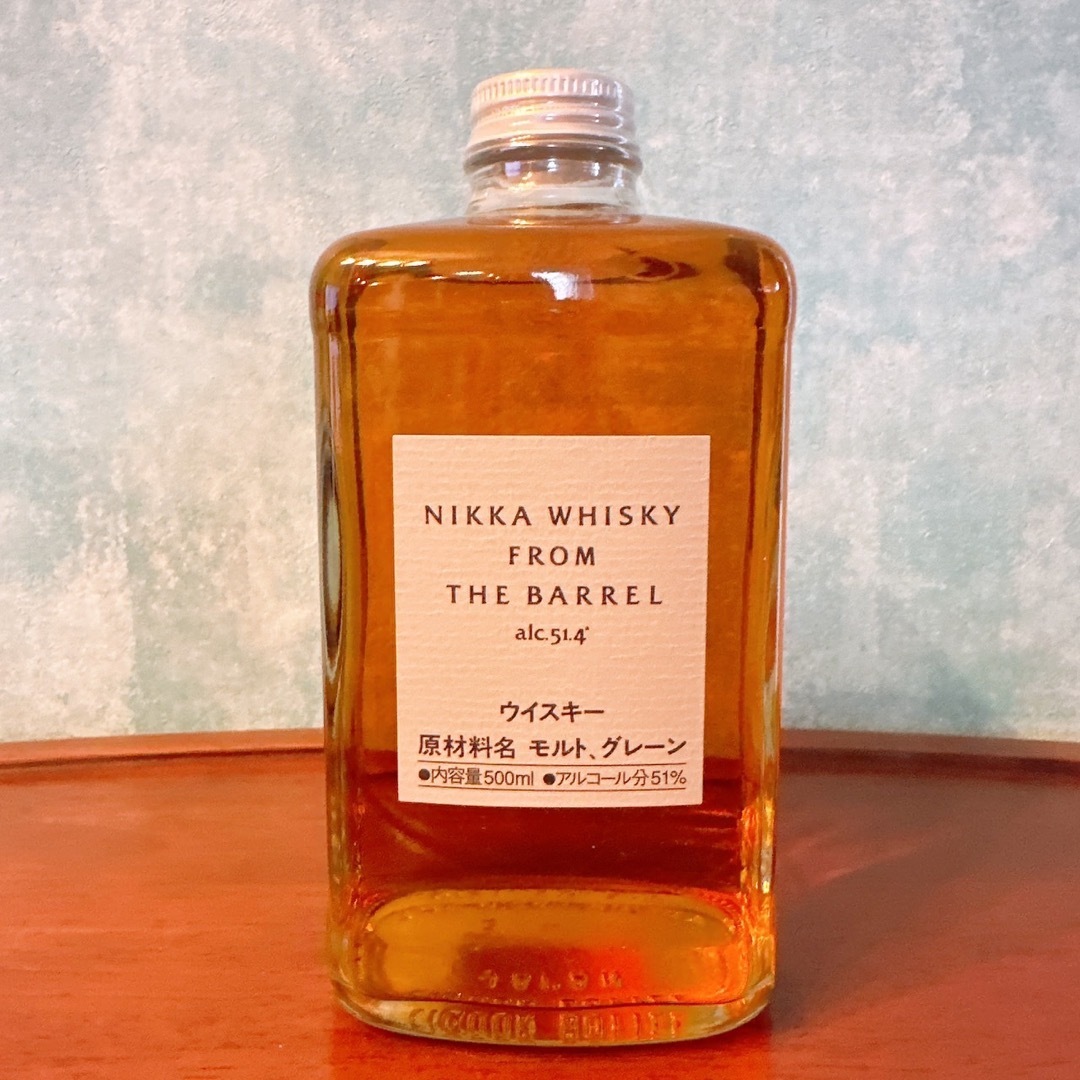 NIKKA WHISKY
FROM
THE BARREL
alc.51.4°
ウイスキー
原材料名 モルト、グレーン
●内容量500ml ●アルコール分51%